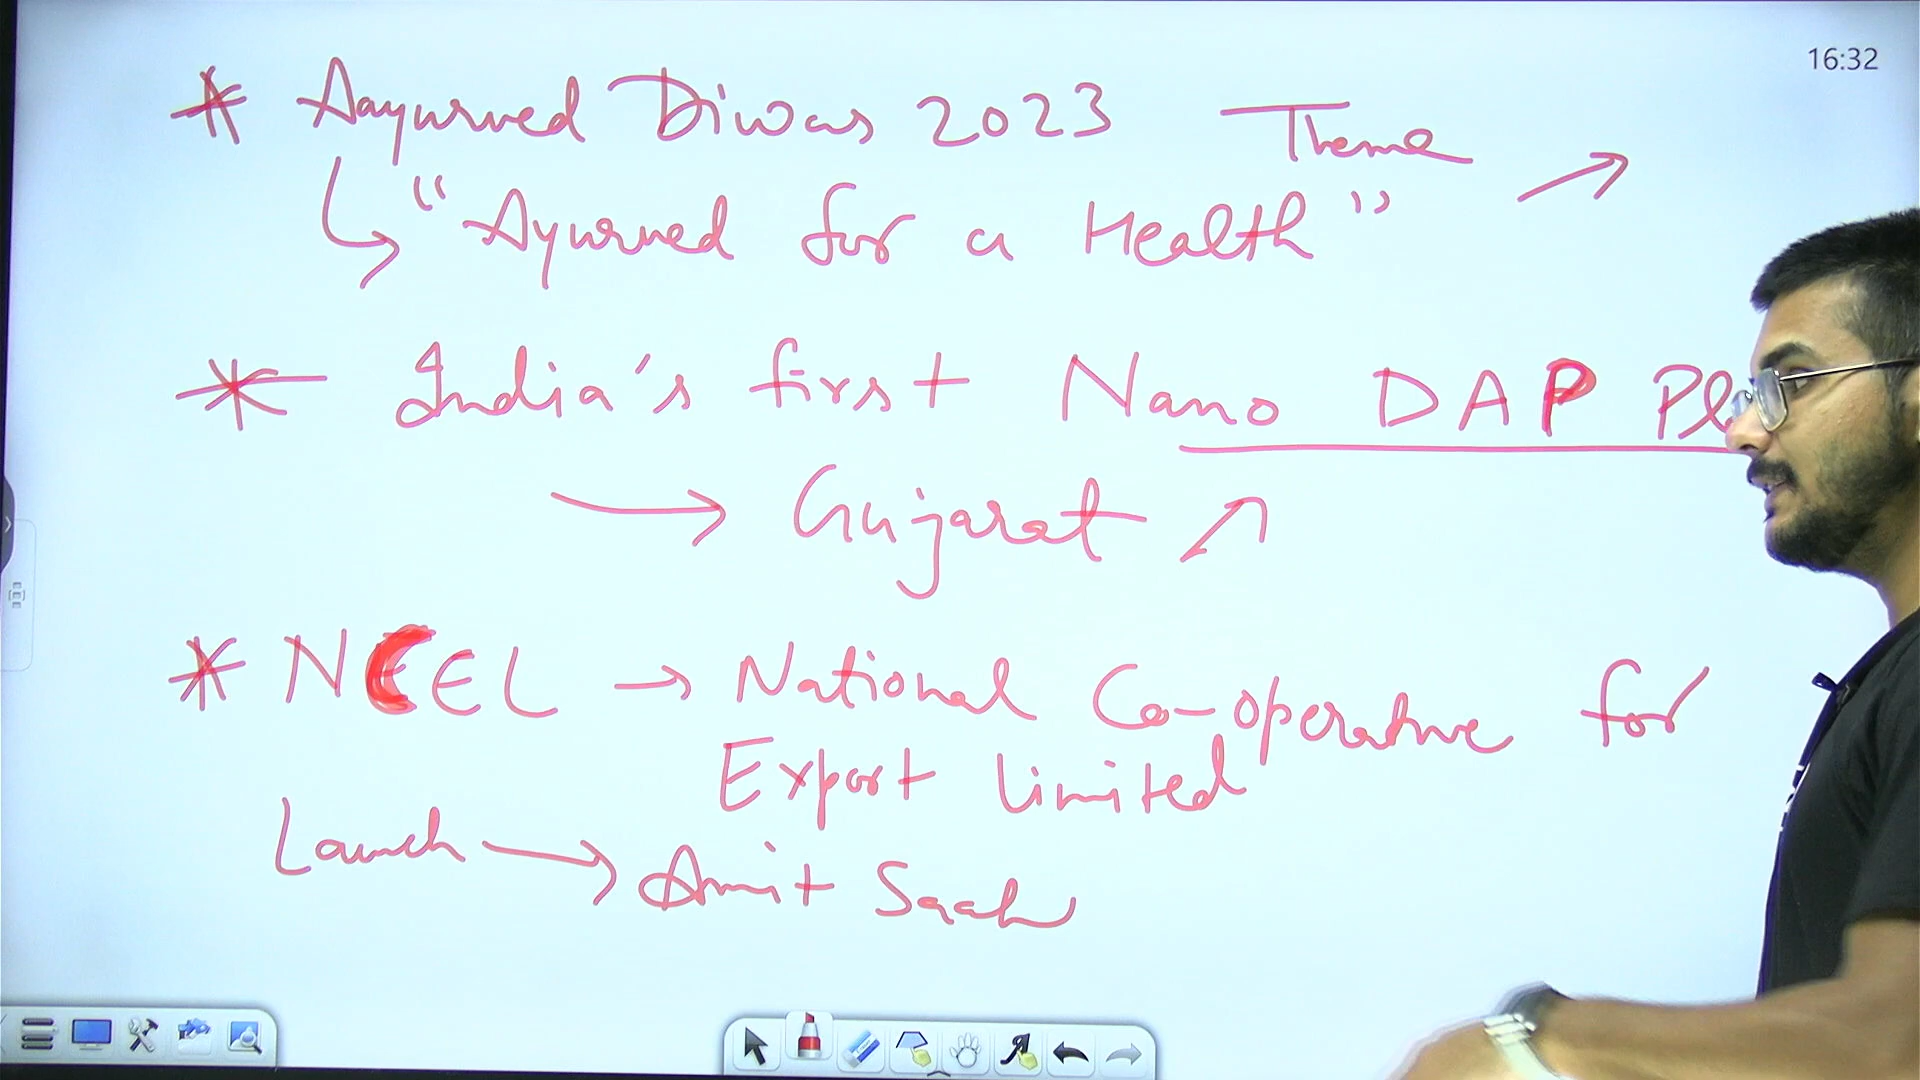 16:32
* Aayurved Diwas 2023 Theme
"Ayurved for a Health"
* India's first Nano DAP Pl
→ Gujarat
* NCEL → National Co-operative for
Export Limited
Launch → Amit Saah